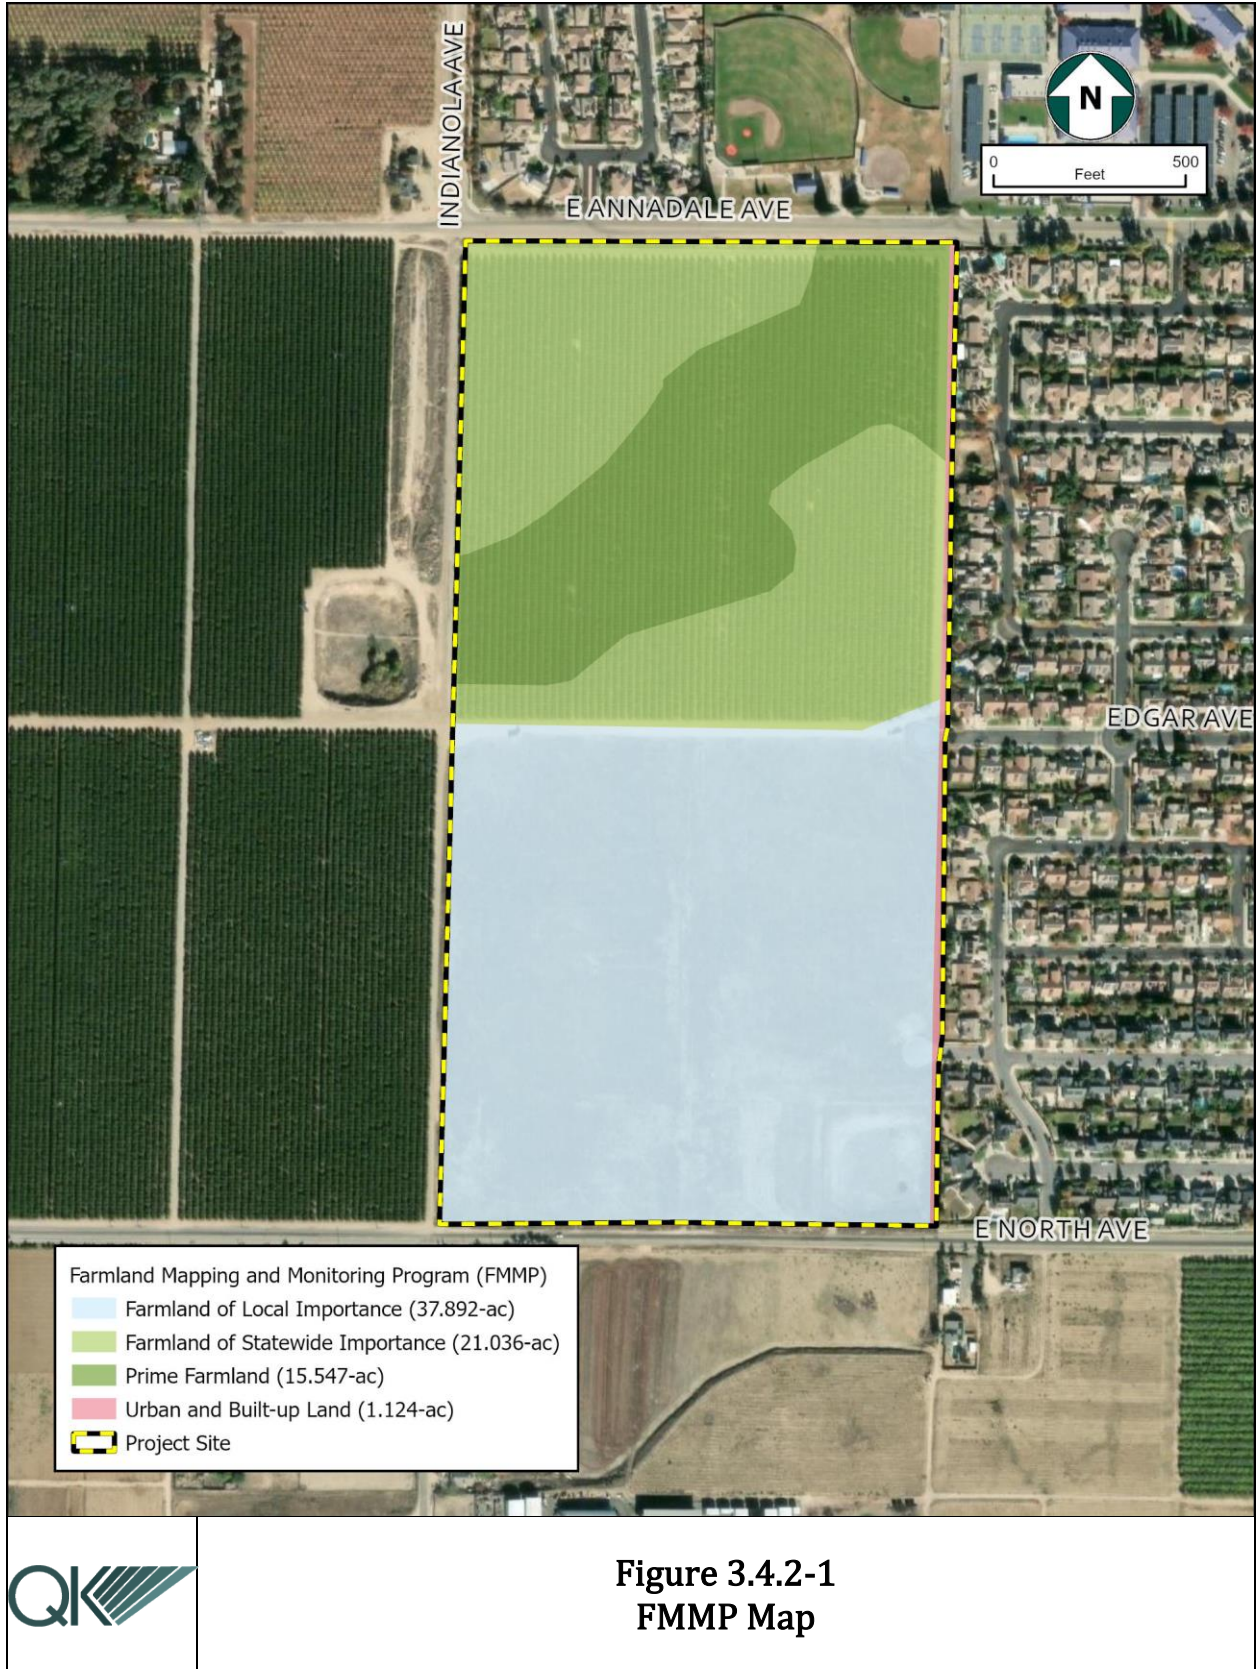 INDIANOLA AVE
N
0 500
Feet
E ANNADALE AVE
EDGAR AVE
E NORTH AVE
Farmland Mapping and Monitoring Program (FMMP)
Farmland of Local Importance (37.892-ac)
Farmland of Statewide Importance (21.036-ac)
Prime Farmland (15.547-ac)
Urban and Built-up Land (1.124-ac)
Project Site
QK
Figure 3.4.2-1
FMMP Map